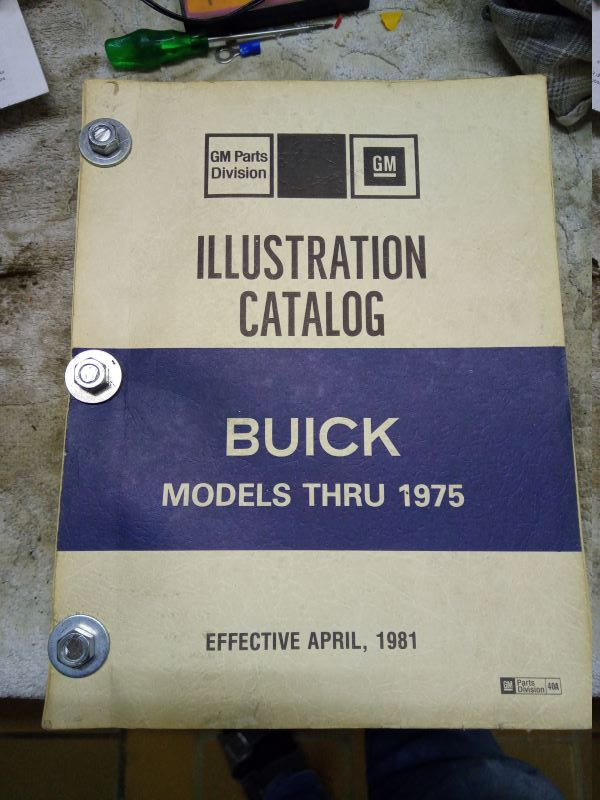 GM Parts
Division
GM
ILLUSTRATION
CATALOG
BUICK
MODELS THRU 1975
EFFECTIVE APRIL, 1981
GM Parts
Division 40A